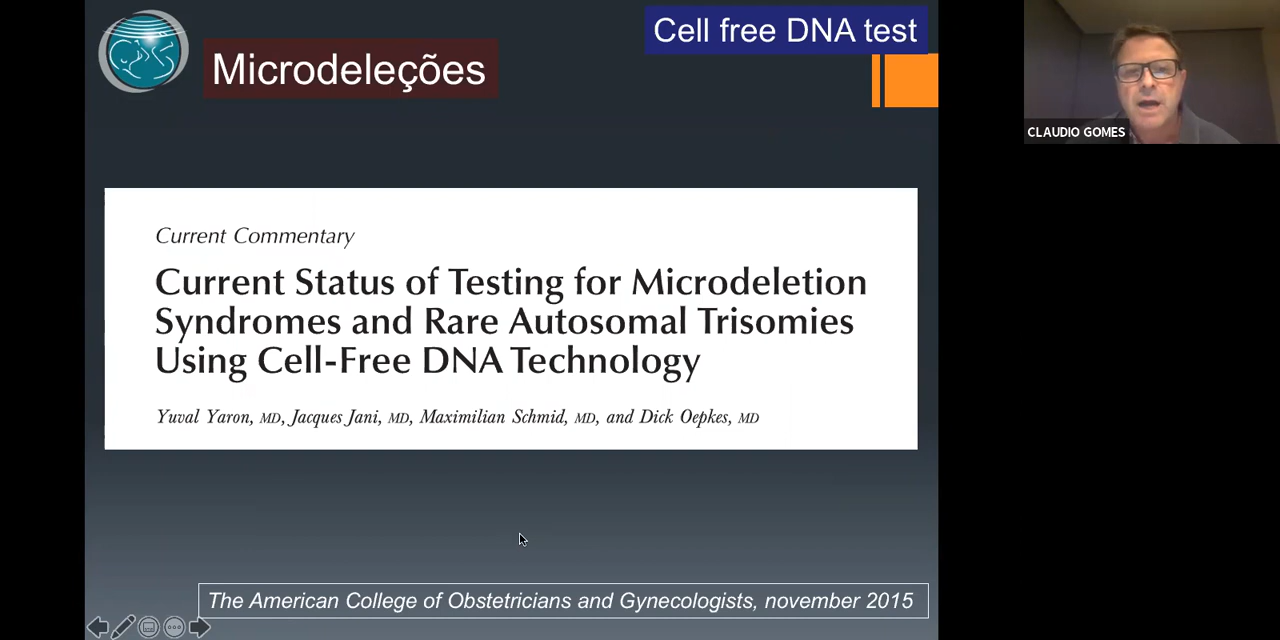 Cell free DNA test
Microdeleções
CLAUDIO GOMES
Current Commentary
Current Status of Testing for Microdeletion
Syndromes and Rare Autosomal Trisomies
Using Cell-Free DNA Technology
Yuval Yaron, MD, Jacques Jani, MD, Maximilian Schmid, MD, and Dick Oepkes, MD
The American College of Obstetricians and Gynecologists, november 2015